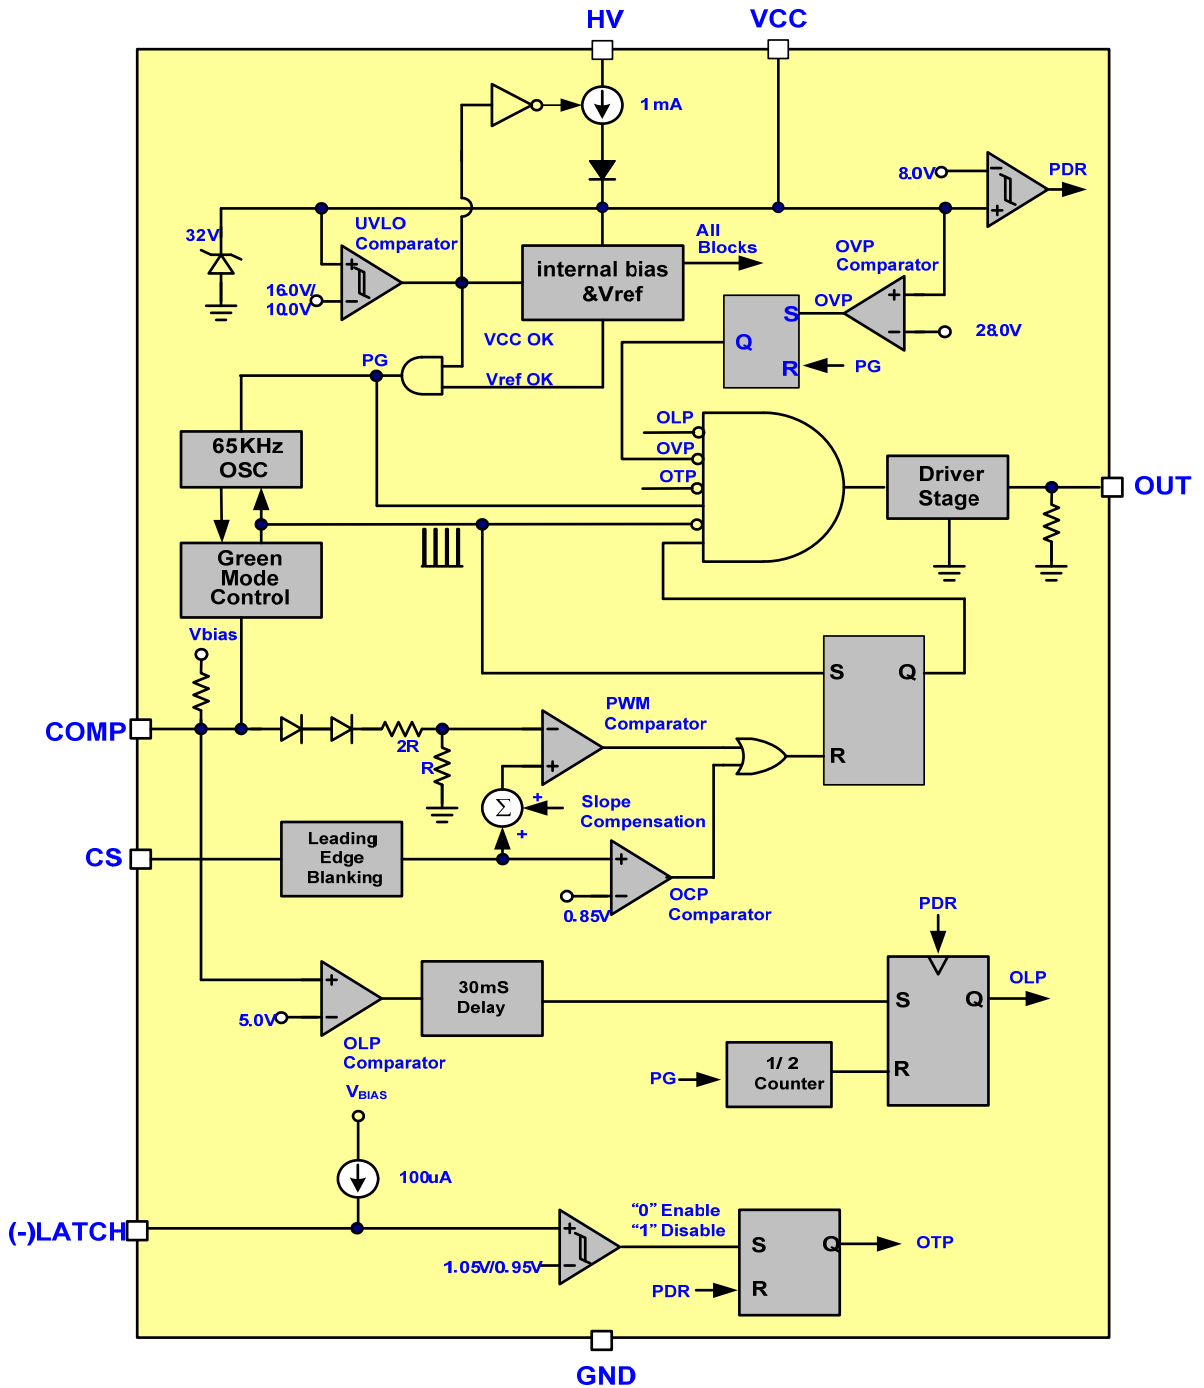 HV
VCC
1mA
8.0V
−
+
PDR
32V
UVLO
Comparator
+
−
16.0V/
10.0V
internal bias
&Vref
All
Blocks
OVP
Comparator
+
−
OVP
28.0V
S
Q
R
PG
VCC OK
PG
Vref OK
65KHz
OSC
OLP
OVP
OTP
Driver
Stage
OUT
Green
Mode
Control
Vbias
S
Q
R
COMP
2R
R
PWM
Comparator
−
+
Σ
+
+
Slope
Compensation
CS
Leading
Edge
Blanking
+
−
0.85V
OCP
Comparator
PDR
+
−
5.0V
OLP
Comparator
30mS
Delay
S
Q
R
OLP
PG
1/2
Counter
VBIAS
100uA
(-)LATCH
+
−
1.05V/0.95V
“0” Enable
“1” Disable
S
Q
R
OTP
PDR
GND